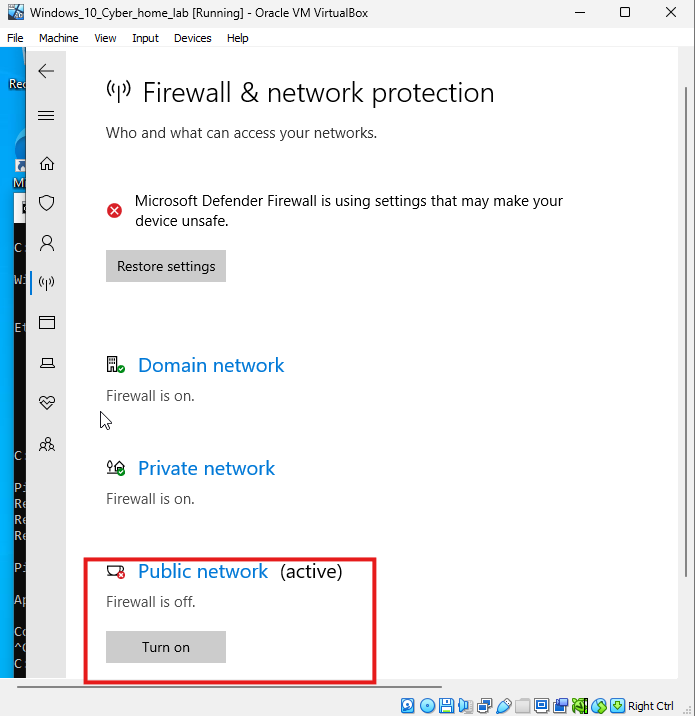 Windows_10_Cyber_home_lab [Running] - Oracle VM VirtualBox
File Machine View Input Devices Help
Firewall & network protection
Who and what can access your networks.
Microsoft Defender Firewall is using settings that may make your
device unsafe.
Restore settings
Domain network
Firewall is on.
Private network
Firewall is on.
Public network (active)
Firewall is off.
Turn on
Right Ctrl